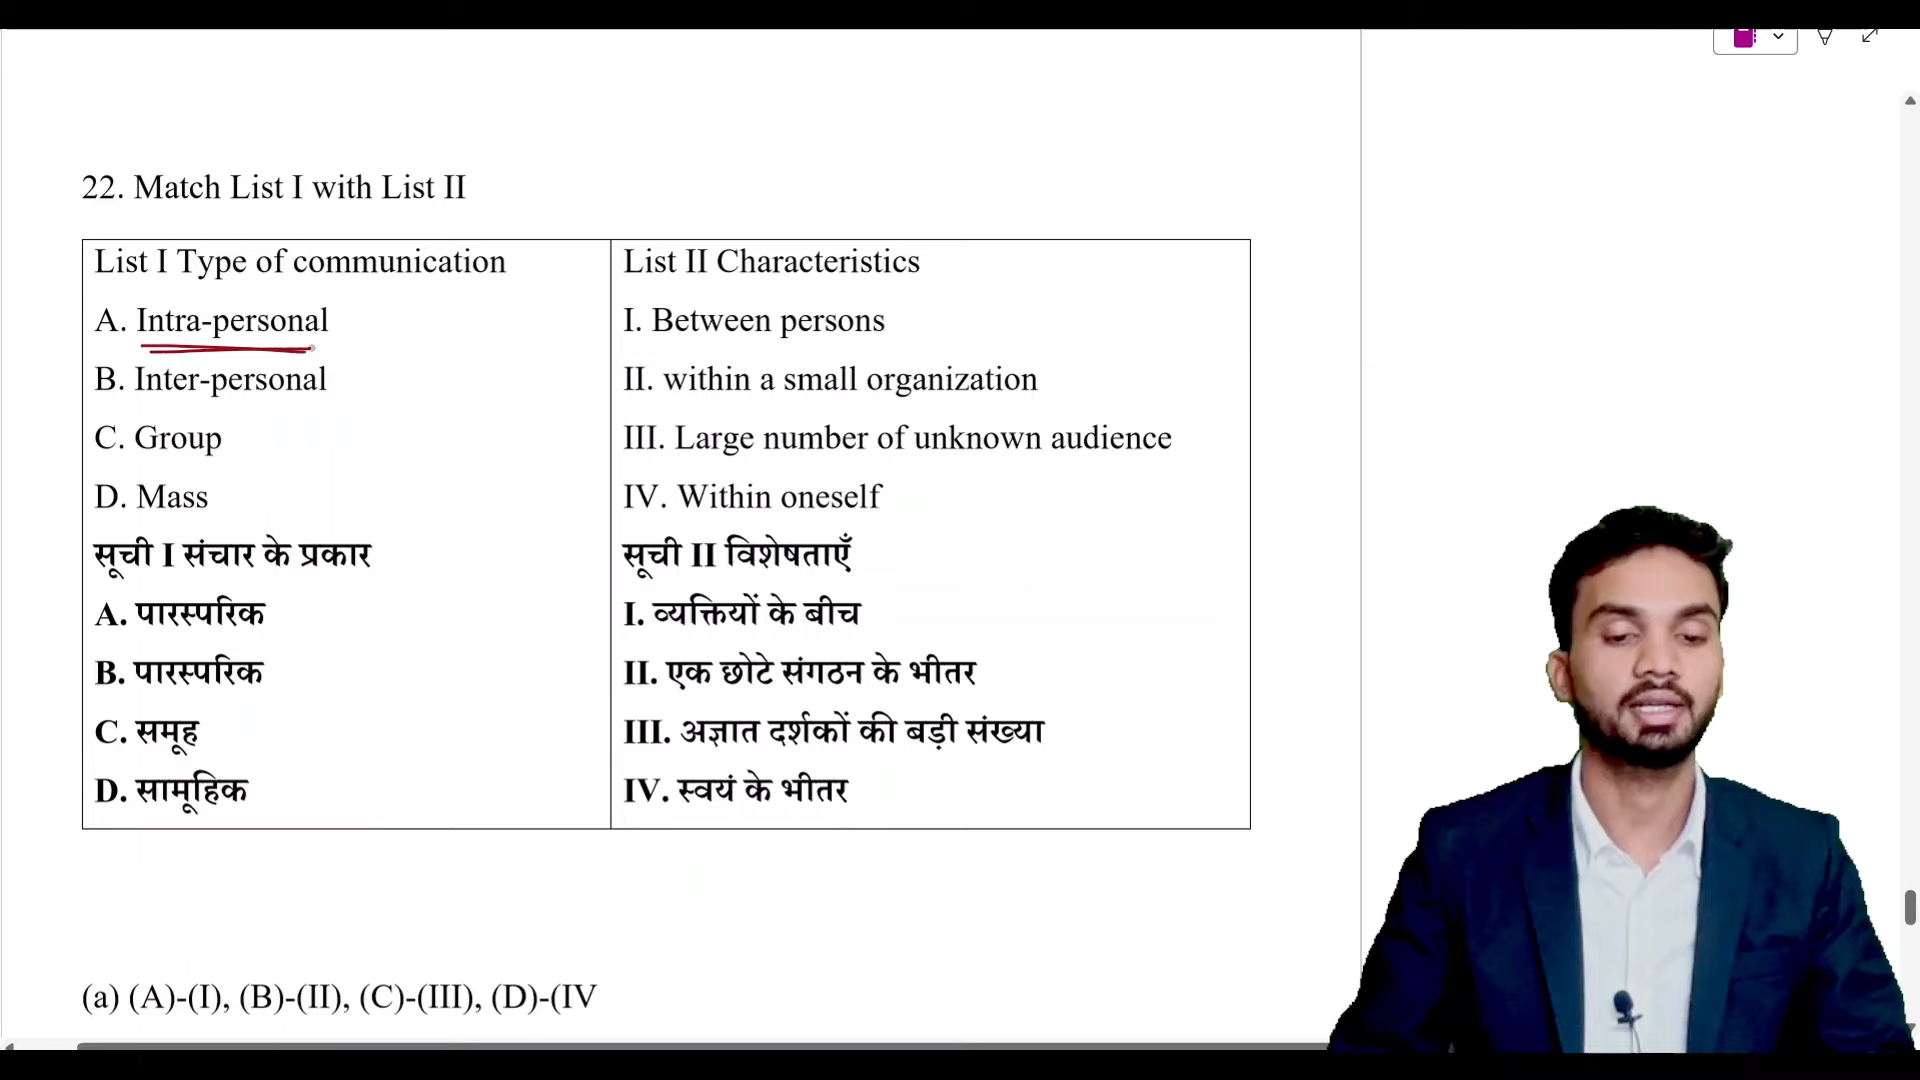 22. Match List I with List II
List I Type of communication
A. Intra-personal
B. Inter-personal
C. Group
D. Mass
सूची I संचार के प्रकार
A. पारस्परिक
B. पारस्परिक
C. समूह
D. सामूहिक
List II Characteristics
I. Between persons
II. within a small organization
III. Large number of unknown audience
IV. Within oneself
सूची II विशेषताएँ
I. व्यक्तियों के बीच
II. एक छोटे संगठन के भीतर
III. अज्ञात दर्शकों की बड़ी संख्या
IV. स्वयं के भीतर
(a) (A)-(I), (B)-(II), (C)-(III), (D)-(IV